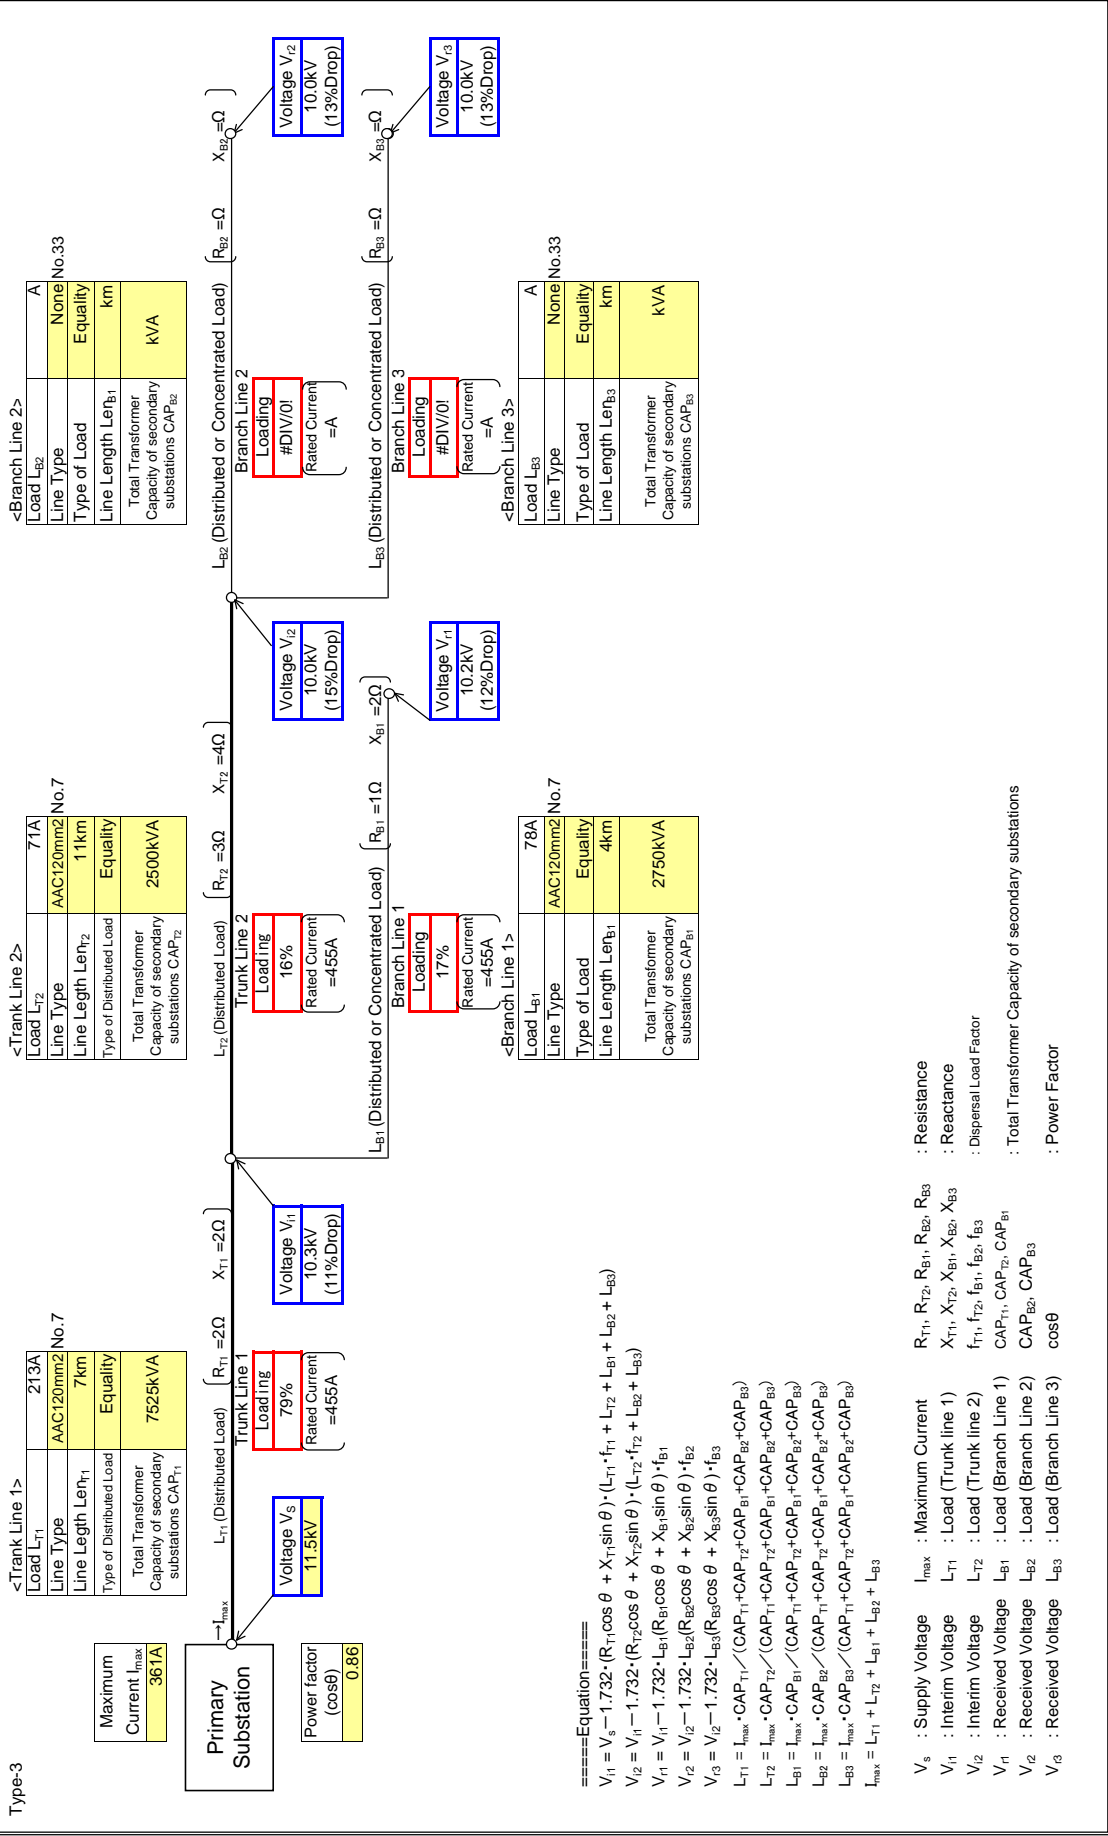 Type-3
Maximum
Current Imax
361A
Primary
Substation
Power factor
(cosθ)
0.86
→Imax
Voltage VS
11.5kV
<Trank Line 1>
Load LT1 213A
Line Type AAC120mm2 No.7
Line Length LenT1 7km
Type of Distributed Load Equality
Total Transformer
Capacity of secondary
substations CAPT1
7525kVA
LT1 (Distributed Load)
RT1 =2Ω XT1 =2Ω
Trunk Line 1
Loading
79%
Rated Current
=455A
Voltage Vi1
10.3kV
(11%Drop)
<Trank Line 2>
Load LT2 71A
Line Type AAC120mm2 No.7
Line Legth LenT2 11km
Type of Distributed Load Equality
Total Transformer
Capacity of secondary
substations CAPT2
2500kVA
LT2 (Distributed Load)
RT2 =3Ω XT2 =4Ω
Trunk Line 2
Loading
16%
Rated Current
=455A
Voltage Vi2
10.0kV
(15%Drop)
LB1 (Distributed or Concentrated Load)
RB1 =1Ω XB1 =2Ω
Branch Line 1
Loading
17%
Rated Current
=455A
Voltage Vr1
10.2kV
(12%Drop)
<Branch Line 1>
Load LB1 78A
Line Type AAC120mm2 No.7
Type of Load Equality
Line Length LenB1 4km
Total Transformer
Capacity of secondary
substations CAPB1
2750kVA
<Branch Line 2>
Load LB2 A
Line Type None No.33
Type of Load Equality
Line Length LenB1 km
Total Transformer
Capacity of secondary
substations CAPB2
kVA
LB2 (Distributed or Concentrated Load)
RB2 =Ω XB2 =Ω
Branch Line 2
Loading
#DIV/0!
Rated Current
=A
Voltage Vr2
10.0kV
(13%Drop)
LB3 (Distributed or Concentrated Load)
RB3 =Ω XB3 =Ω
Branch Line 3
Loading
#DIV/0!
Rated Current
=A
Voltage Vr3
10.0kV
(13%Drop)
<Branch Line 3>
Load LB3 A
Line Type None No.33
Type of Load Equality
Line Length LenB3 km
Total Transformer
Capacity of secondary
substations CAPB3
kVA
=====Equation=====
Vi1 = Vs－1.732・(RT1cos θ + XT1sin θ)・(LT1・fT1 + LT2 + LB1 + LB2 + LB3)
Vi2 = Vi1－1.732・(RT2cos θ + XT2sin θ)・(LT2・fT2 + LB2 + LB3)
Vr1 = Vi1－1.732・LB1(RB1cos θ + XB1sin θ)・fB1
Vr2 = Vi2－1.732・LB2(RB2cos θ + XB2sin θ)・fB2
Vr3 = Vi2－1.732・LB3(RB3cos θ + XB3sin θ)・fB3
LT1 = Imax・CAPT1／(CAPT1+CAPT2+CAPB1+CAPB2+CAPB3)
LT2 = Imax・CAPT2／(CAPT1+CAPT2+CAPB1+CAPB2+CAPB3)
LB1 = Imax・CAPB1／(CAPT1+CAPT2+CAPB1+CAPB2+CAPB3)
LB2 = Imax・CAPB2／(CAPT1+CAPT2+CAPB1+CAPB2+CAPB3)
LB3 = Imax・CAPB3／(CAPT1+CAPT2+CAPB1+CAPB2+CAPB3)
Imax = LT1 + LT2 + LB1 + LB2 + LB3
Vs : Supply Voltage Imax : Maximum Current RT1, RT2, RB1, RB2, RB3 : Resistance
Vi1 : Interim Voltage LT1 : Load (Trunk line 1) XT1, XT2, XB1, XB2, XB3 : Reactance
Vi2 : Interim Voltage LT2 : Load (Trunk line 2) fT1, fT2, fB1, fB2, fB3 : Dispersal Load Factor
Vr1 : Received Voltage LB1 : Load (Branch Line 1) CAPT1, CAPT2, CAPB1 : Total Transformer Capacity of secondary substations
Vr2 : Received Voltage LB2 : Load (Branch Line 2) CAPB2, CAPB3
Vr3 : Received Voltage LB3 : Load (Branch Line 3) cosθ : Power Factor